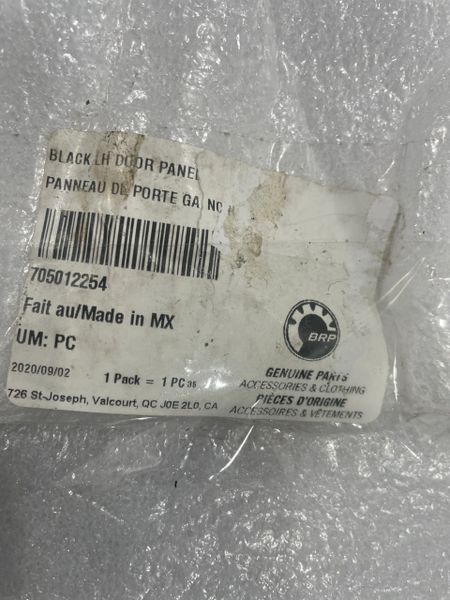 BLACK LH DOOR PANEL
PANNEAU DE PORTE
705012254
Fait au/Made in MX
UM: PC
2020/09/02
1 Pack = 1 PC 35
726 St-Joseph, Valcourt, QC J0E 2L0, CA
BRP
GENUINE PARTS
ACCESSORIES & CLOTHING
PIÈCES D'ORIGINE
ACCESSOIRES & VÊTEMENTS